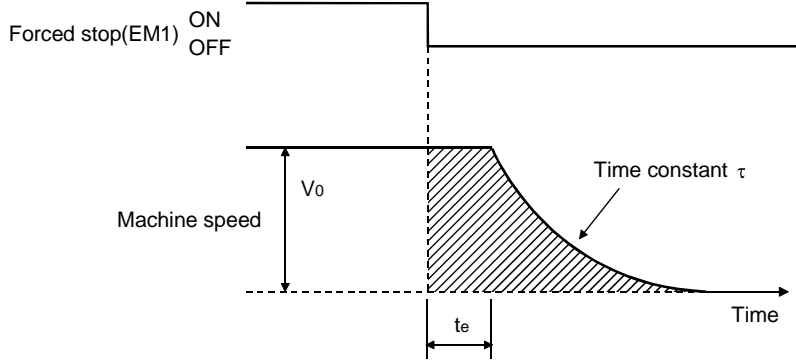 Forced stop(EM1)
ON
OFF
V0
Time constant τ
Machine speed
Time
te